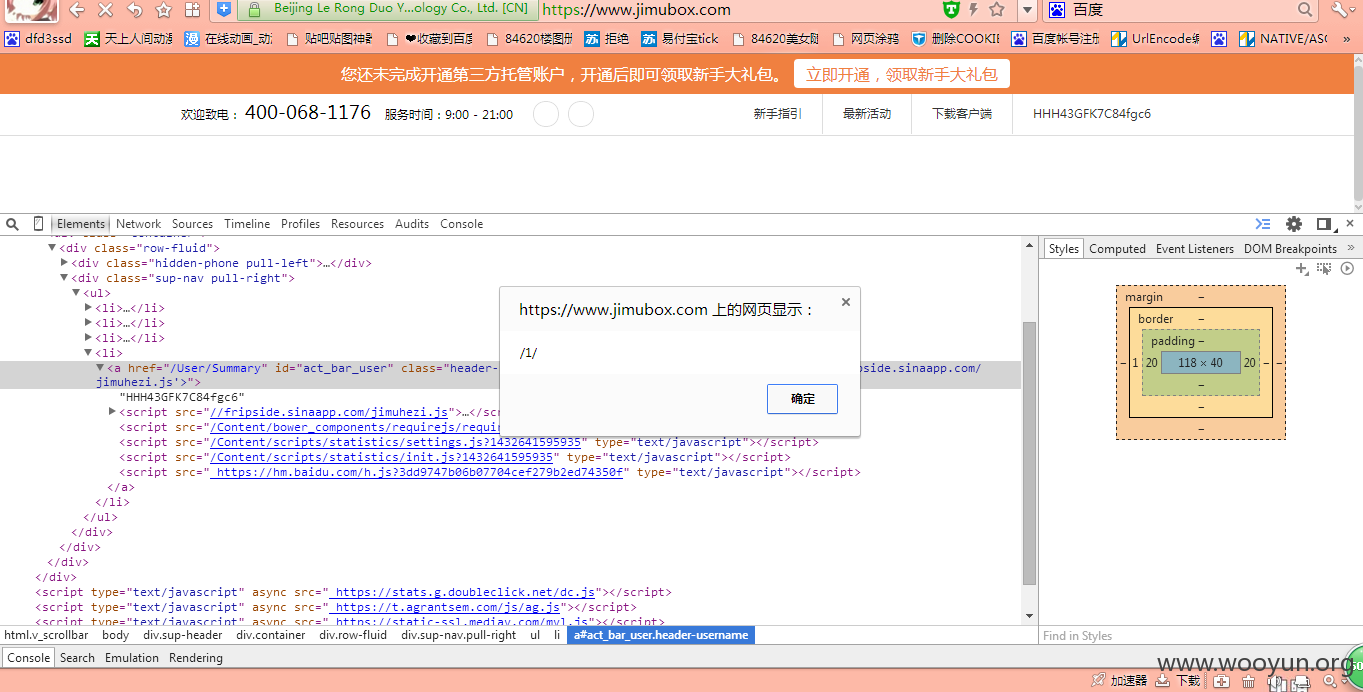 Beijing Le Rong Duo Y...ology Co., Ltd. [CN] https://www.jimubox.com 百度
dfd3ssd 天上人间动漫 在线动画_动 贴吧贴图神器 ❤收藏到百度 84620楼图册 拒绝 易付宝tick 84620美女 网页涂鸦 删除COOKIE 百度帐号注册 UrlEncode编 NATIVE/ASC »
您还未完成开通第三方托管账户，开通后即可领取新手大礼包。 立即开通，领取新手大礼包
欢迎致电： 400-068-1176 服务时间：9:00 - 21:00 新手指引 最新活动 下载客户端 HHH43GFK7C84fgc6
Elements Network Sources Timeline Profiles Resources Audits Console
▼<div class="row-fluid">
▶<div class="hidden-phone pull-left">…</div>
▼<div class="sup-nav pull-right">
▼<ul>
▶<li>…</li>
▶<li>…</li>
▶<li>…</li>
▼<li>
▼<a href="/User/Summary" id="act_bar_user" class="header- pside.sinaapp.com/
jimuhezi.js'>">
"HHH43GFK7C84fgc6"
▶<script src="//fripside.sinaapp.com/jimuhezi.js">…</sc
<script src="/Content/bower_components/requirejs/requi
<script src="/Content/scripts/statistics/settings.js?1432641595935" type="text/javascript"></script>
<script src="/Content/scripts/statistics/init.js?1432641595935" type="text/javascript"></script>
<script src=" https://hm.baidu.com/h.js?3dd9747b06b07704cef279b2ed74350f" type="text/javascript"></script>
</a>
</li>
</ul>
</div>
</div>
</div>
</div>
<script type="text/javascript" async src=" https://stats.g.doubleclick.net/dc.js"></script>
<script type="text/javascript" async src=" https://t.agrantsem.com/js/ag.js"></script>
<script type="text/javascript" async src=" https://static-ssl.mediav.com/mvl.js"></script>
https://www.jimubox.com 上的网页显示：
/1/
确定
Styles Computed Event Listeners DOM Breakpoints »
margin –
border –
padding –
– 1 20 118 × 40 20 – –
–
–
–
html.v_scrollbar body div.sup-header div.container div.row-fluid div.sup-nav.pull-right ul li a#act_bar_user.header-username
Find in Styles
Console Search Emulation Rendering
www.wooyun.org
加速器 下载